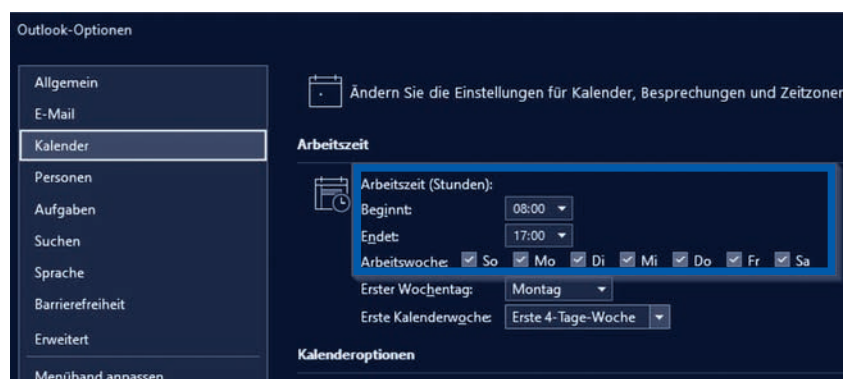 Outlook-Optionen
Allgemein
E-Mail
Kalender
Personen
Aufgaben
Suchen
Sprache
Barrierefreiheit
Erweitert
Menüband anpassen
Ändern Sie die Einstellungen für Kalender, Besprechungen und Zeitzonen
Arbeitszeit
Arbeitszeit (Stunden):
Beginnt: 08:00
Endet: 17:00
Arbeitswoche: So Mo Di Mi Do Fr Sa
Erster Wochentag: Montag
Erste Kalenderwoche: Erste 4-Tage-Woche
Kalenderoptionen